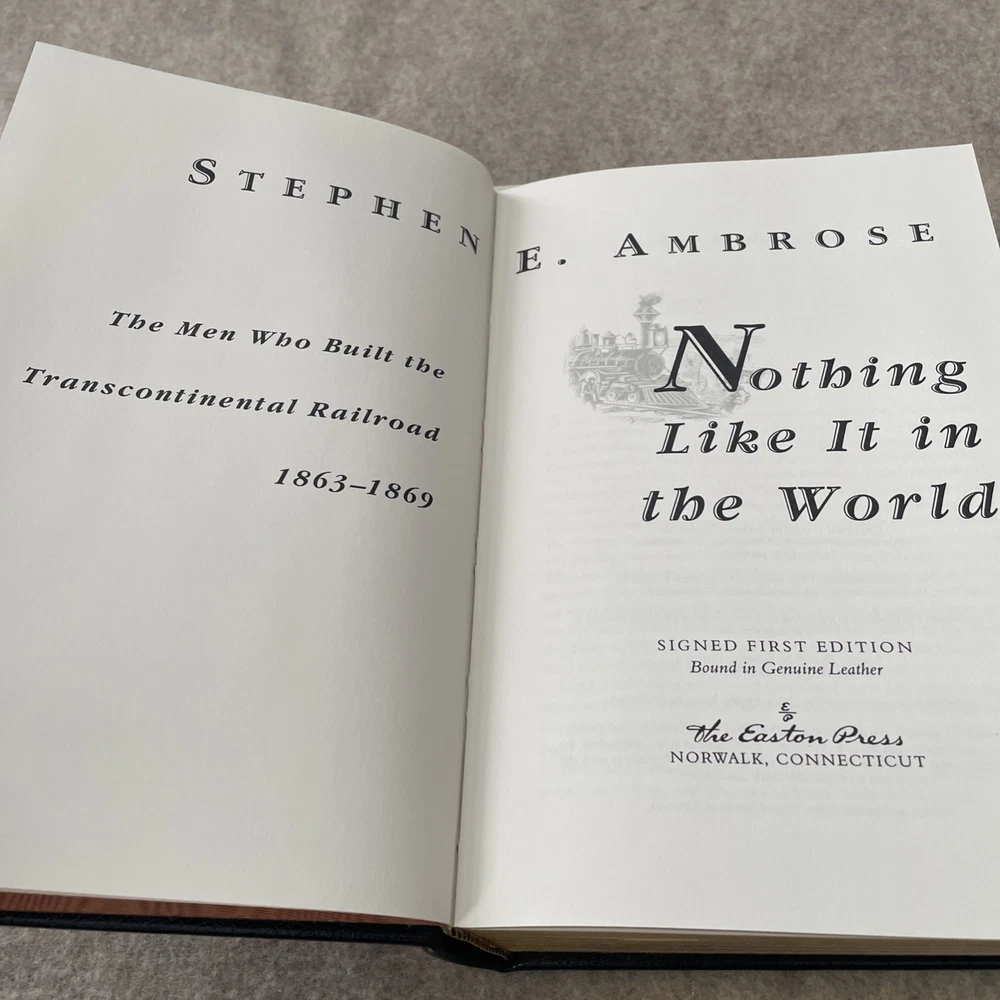 STEPHEN E. AMBROSE
The Men Who Built the
Transcontinental Railroad
1863–1869
Nothing
Like It in
the World
SIGNED FIRST EDITION
Bound in Genuine Leather
E
P
the Easton Press
NORWALK, CONNECTICUT